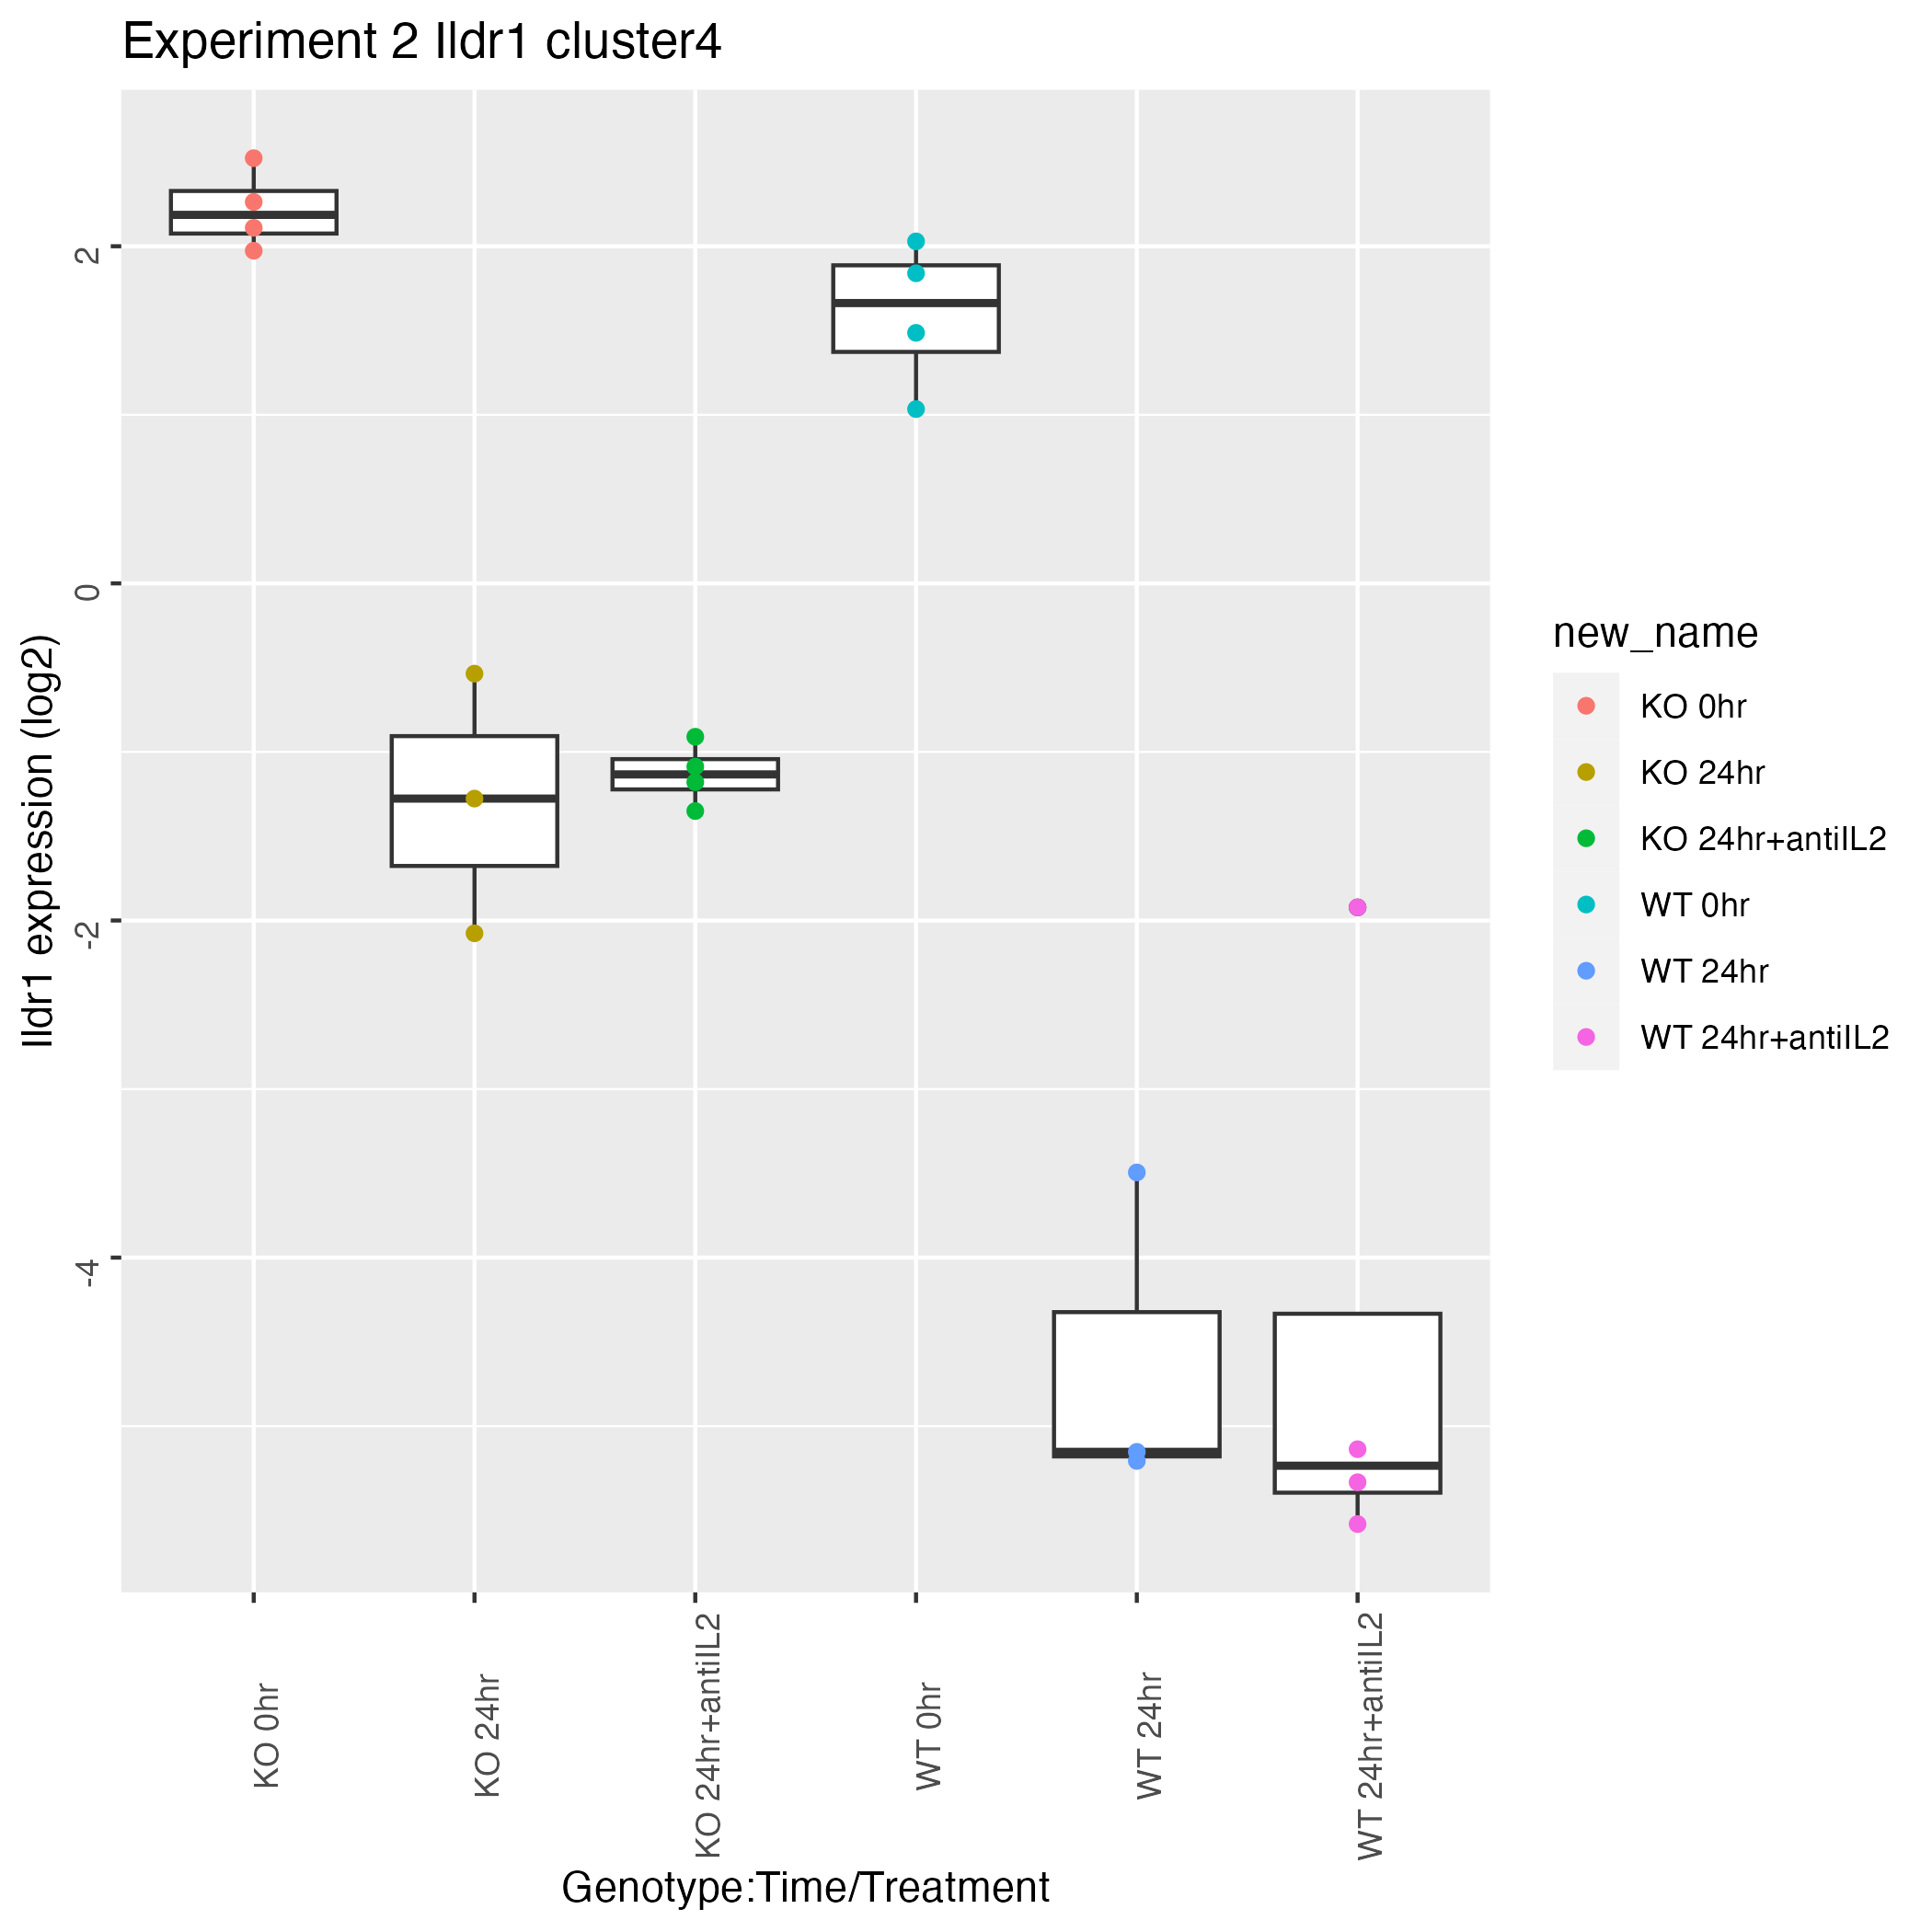 Experiment 2 Ildr1 cluster4
Ildr1 expression (log2)
2
0
-2
-4
KO 0hr
KO 24hr
KO 24hr+antiIL2
WT 0hr
WT 24hr
WT 24hr+antiIL2
Genotype:Time/Treatment
new_name
KO 0hr
KO 24hr
KO 24hr+antiIL2
WT 0hr
WT 24hr
WT 24hr+antiIL2